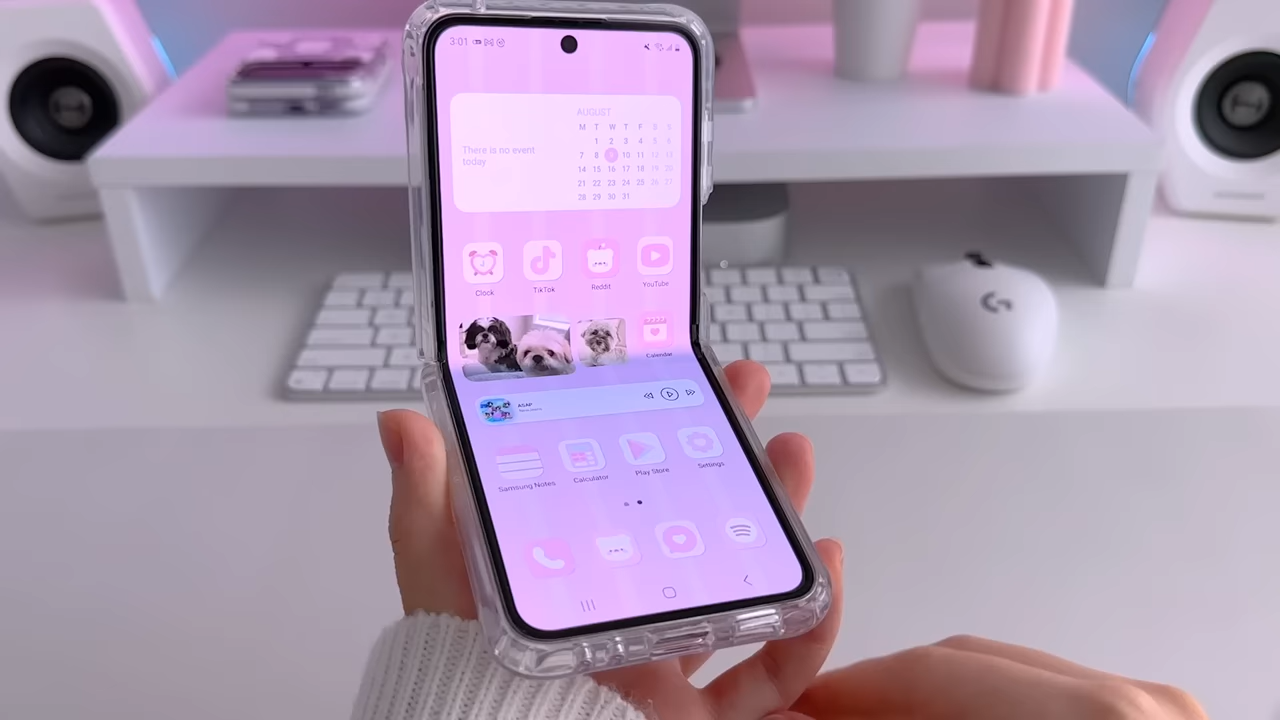 3:01
AUGUST
M T W T F S S
1 2 3 4 5 6
There is no event
today
7 8 9 10 11 12 13
14 15 16 17 18 19 20
21 22 23 24 25 26 27
28 29 30 31
Clock TikTok Reddit YouTube
Calendar
ASAP
Samsung Notes Calculator Play Store Settings